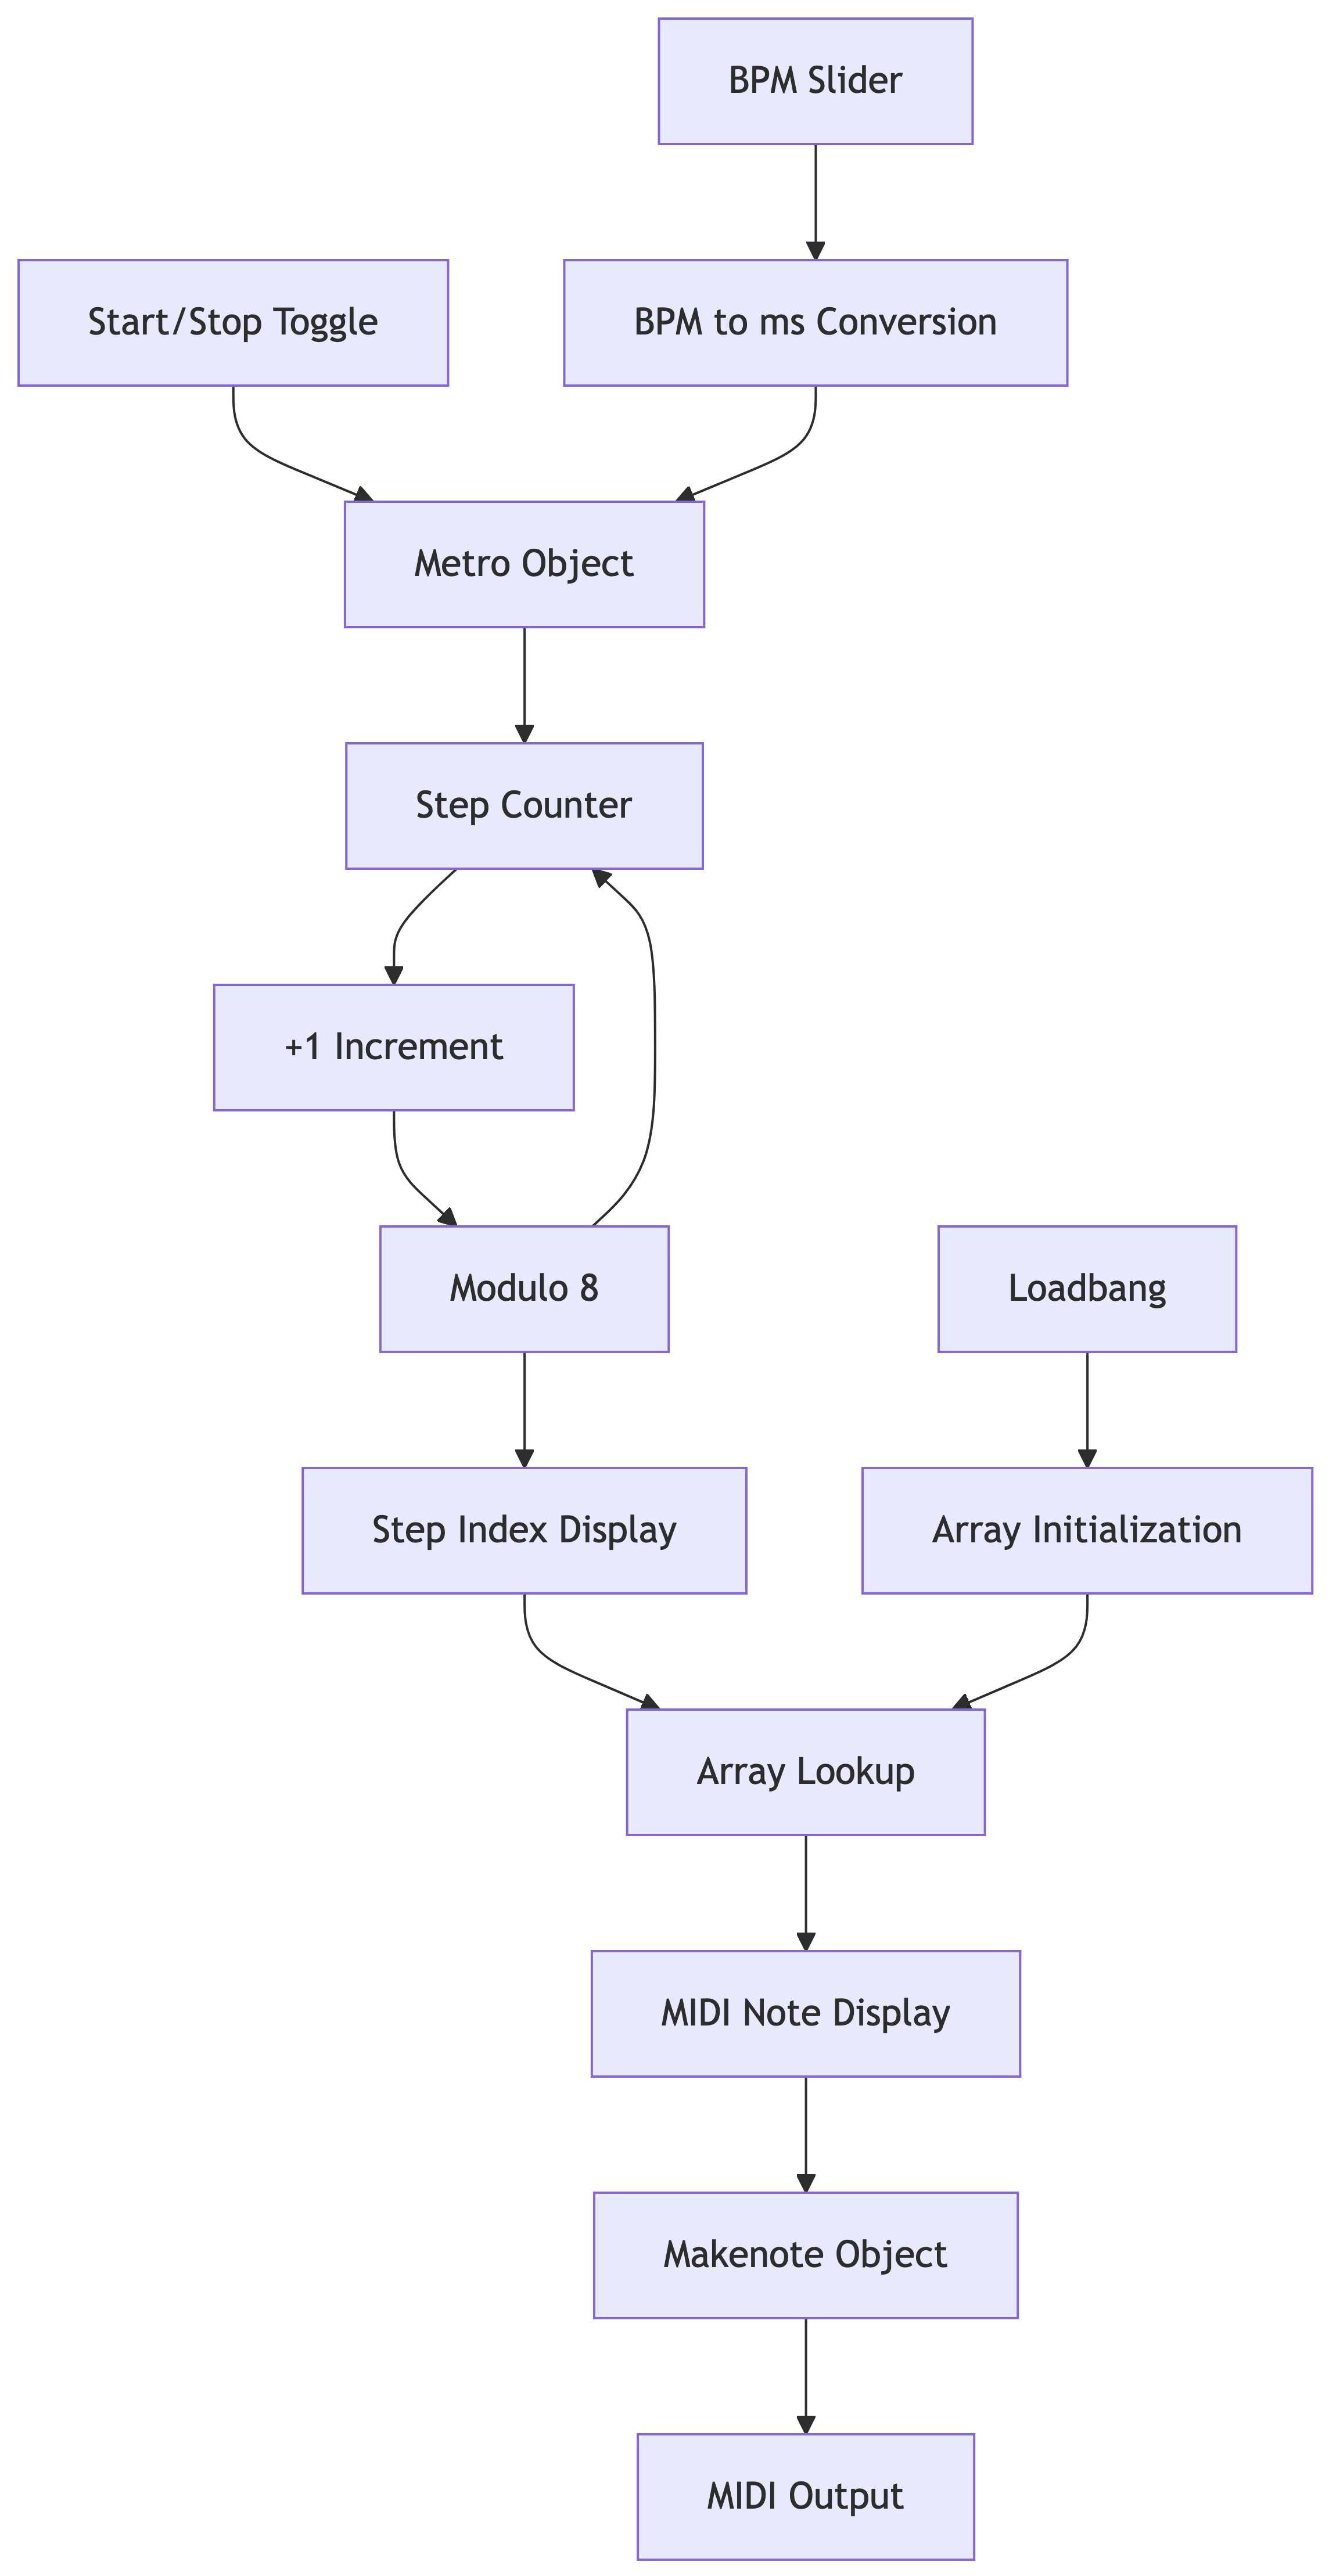 BPM Slider
Start/Stop Toggle
BPM to ms Conversion
Metro Object
Step Counter
+1 Increment
Modulo 8
Loadbang
Step Index Display
Array Initialization
Array Lookup
MIDI Note Display
Makenote Object
MIDI Output